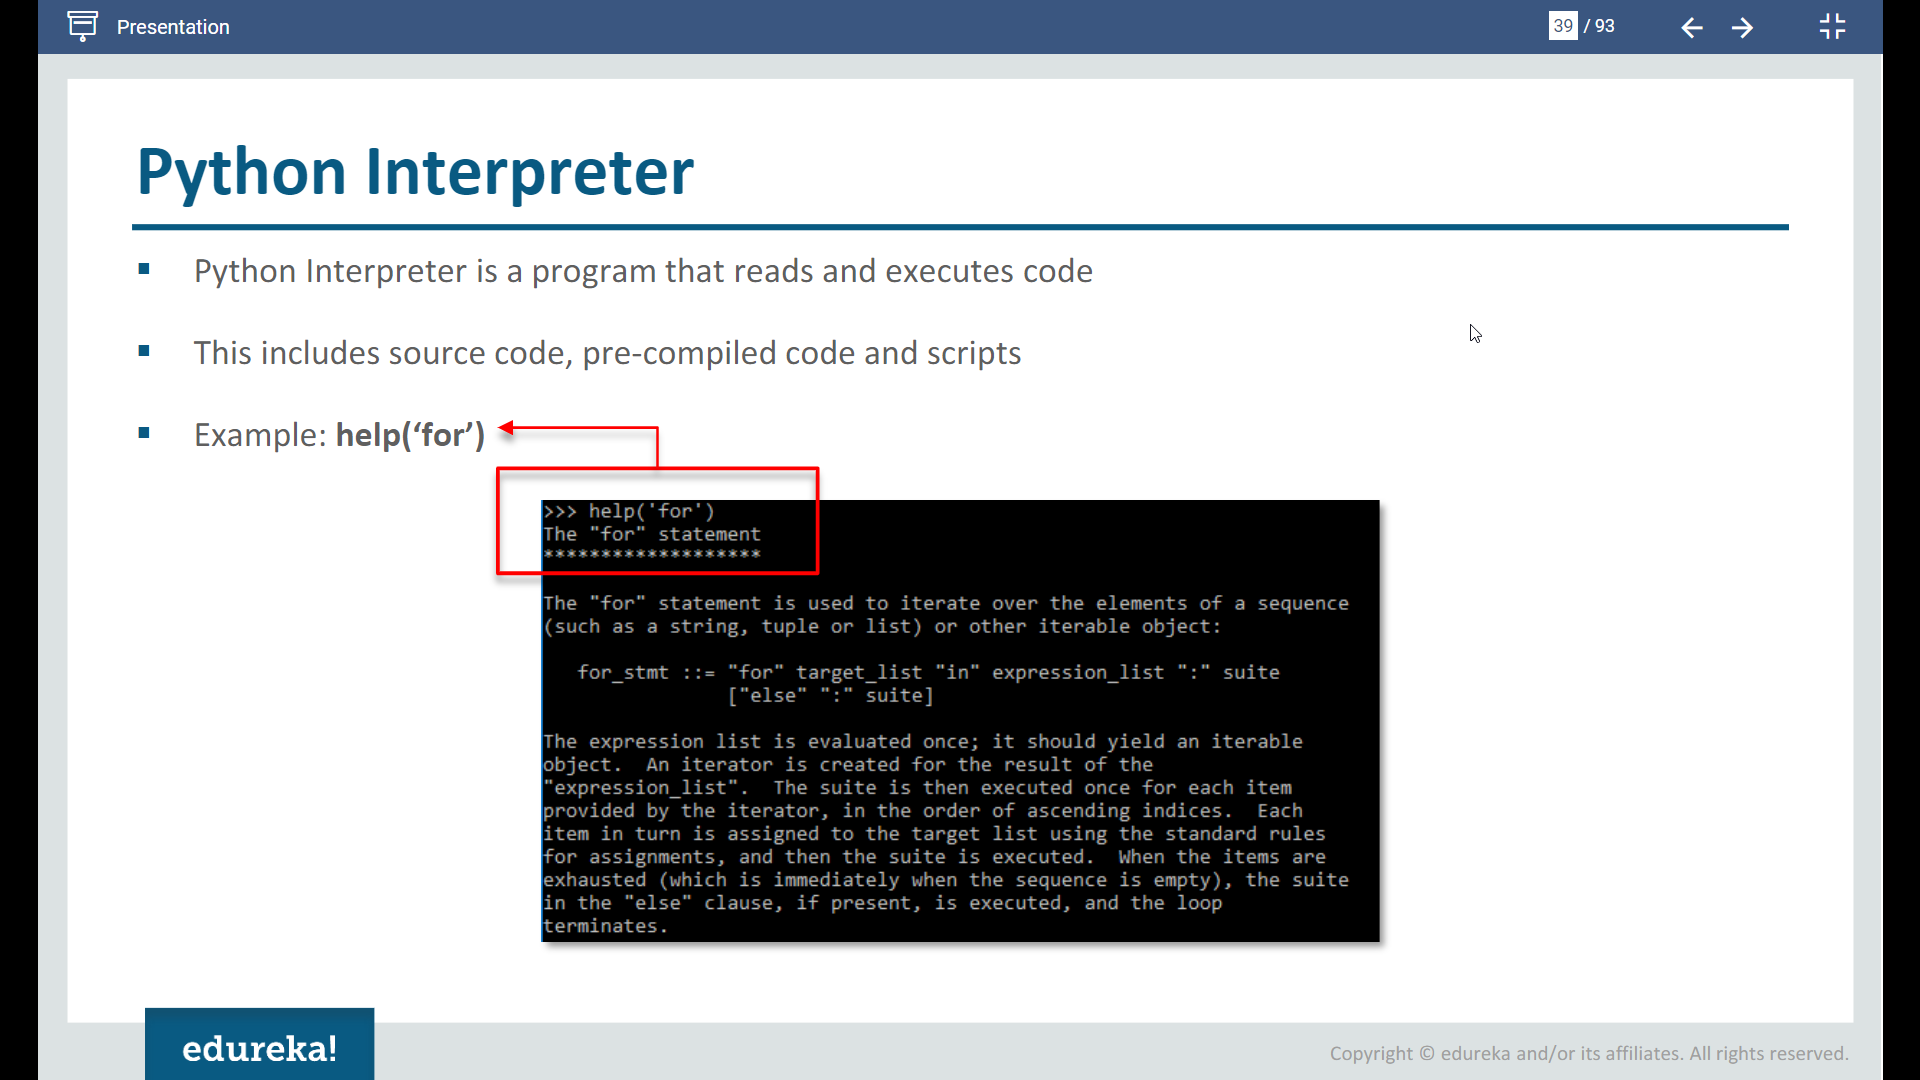 Presentation
39 / 93
Python Interpreter
▪ Python Interpreter is a program that reads and executes code
▪ This includes source code, pre-compiled code and scripts
▪ Example: help(‘for’)
>>> help('for')
The "for" statement
*******************
The "for" statement is used to iterate over the elements of a sequence
(such as a string, tuple or list) or other iterable object:
for_stmt ::= "for" target_list "in" expression_list ":" suite
["else" ":" suite]
The expression list is evaluated once; it should yield an iterable
object.  An iterator is created for the result of the
"expression_list".  The suite is then executed once for each item
provided by the iterator, in the order of ascending indices.  Each
item in turn is assigned to the target list using the standard rules
for assignments, and then the suite is executed.  When the items are
exhausted (which is immediately when the sequence is empty), the suite
in the "else" clause, if present, is executed, and the loop
terminates.
edureka!
Copyright © edureka and/or its affiliates. All rights reserved.